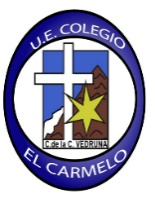 U.E. COLEGIO
C. de la C. VEDRUNA
EL CARMELO